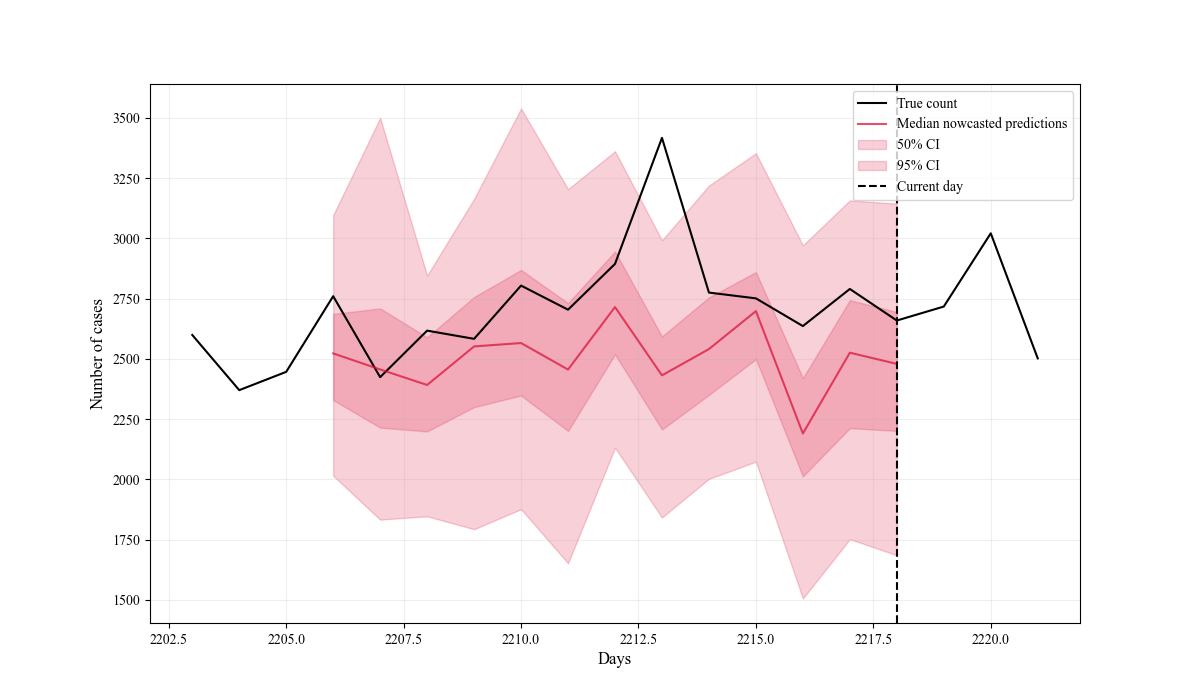 True count
Median nowcasted predictions
50% CI
95% CI
Current day
Number of cases
3500
3250
3000
2750
2500
2250
2000
1750
1500
2202.5 2205.0 2207.5 2210.0 2212.5 2215.0 2217.5 2220.0
Days